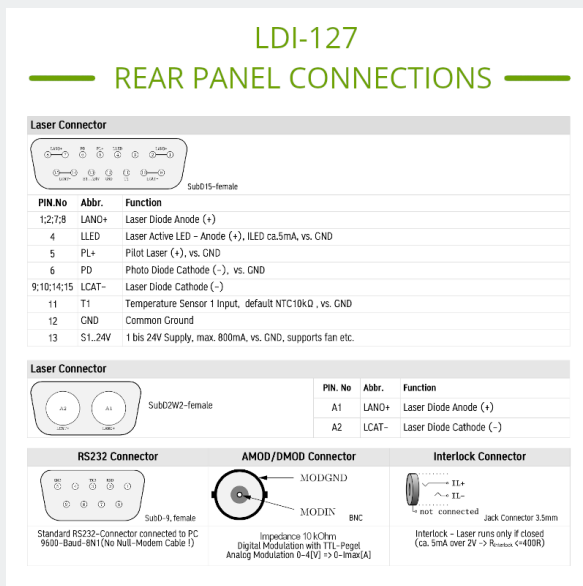 LDI-127
REAR PANEL CONNECTIONS
Laser Connector
SubD15-female
PIN.No Abbr. Function
1;2;7;8 LANO+ Laser Diode Anode (+)
4 LLED Laser Active LED – Anode (+), ILED ca.5mA, vs. GND
5 PL+ Pilot Laser (+), vs. GND
6 PD Photo Diode Cathode (-), vs. GND
9;10;14;15 LCAT- Laser Diode Cathode (-)
11 T1 Temperature Sensor 1 Input, default NTC10kΩ , vs. GND
12 GND Common Ground
13 S1..24V 1 bis 24V Supply, max. 800mA, vs. GND, supports fan etc.
Laser Connector
A2 A1
SubD2W2-female
PIN. No Abbr. Function
A1 LANO+ Laser Diode Anode (+)
A2 LCAT- Laser Diode Cathode (-)
RS232 Connector
SubD-9, female
Standard RS232-Connector connected to PC
9600-Baud-8N1(No Null-Modem Cable !)
AMOD/DMOD Connector
MODGND
MODIN
BNC
Impedance 10 kOhm
Digital Modulation with TTL-Pegel
Analog Modulation 0-4[V] => 0-Imax[A]
Interlock Connector
IL+
IL-
not connected
Jack Connector 3.5mm
Interlock - Laser runs only if closed
(ca. 5mA over 2V -> Rinterlock <=400R)